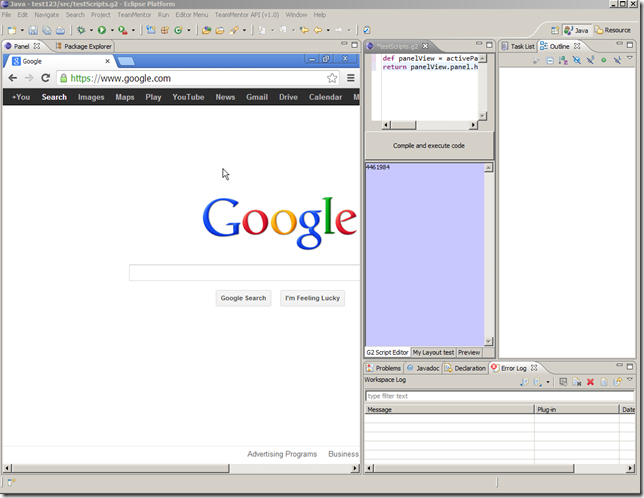 Java - test123/src/testScripts.g2 - Eclipse Platform
File Edit Navigate Search Project TeamMentor Run Editor Menu TeamMentor API (v1.0) Window Help
Java Resource
Panel Package Explorer
Google
https://www.google.com
+You Search Images Maps Play YouTube News Gmail Drive Calendar M
Google
Google Search I'm Feeling Lucky
Advertising Programs Business
*testScripts.g2
def panelView = activePa
return panelView.panel.h
Compile and execute code
4461984
G2 Script Editor My Layout test Preview
Task List Outline
Problems Javadoc Declaration Error Log
Workspace Log
type filter text
Message Plug-in Date